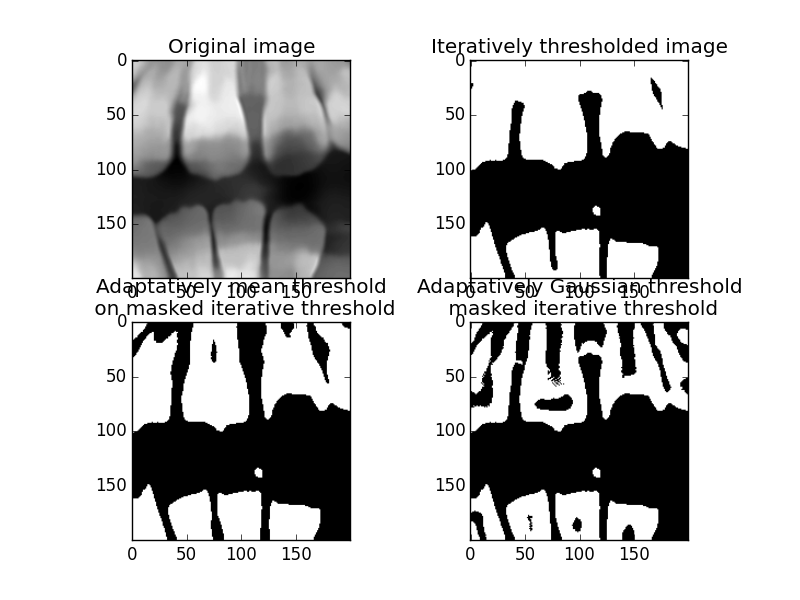 Original image
Iteratively thresholded image
0
50
100
150
0 50 100 150
0
50
100
150
0 50 100 150
Adaptatively mean threshold
on masked iterative threshold
Adaptatively Gaussian threshold
masked iterative threshold
0
50
100
150
0 50 100 150
0
50
100
150
0 50 100 150